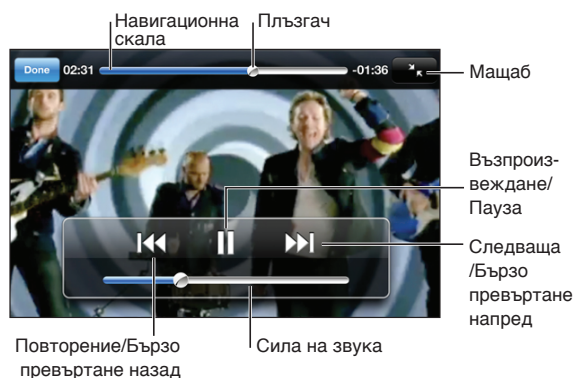 Навигационна
скала
Плъзгач
Done 02:31 -01:36
Мащаб
Възпроиз-
веждане/
Пауза
Следваща
/Бързо
превъртане
напред
Повторение/Бързо
превъртане назад
Сила на звука